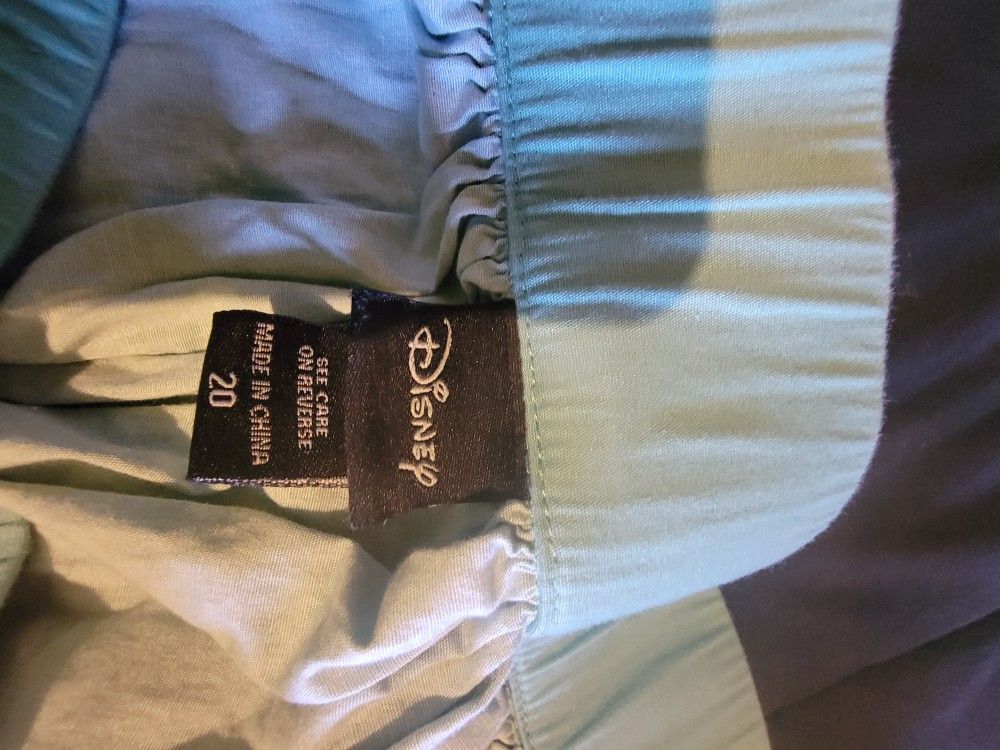 Disney
SEE CARE
ON REVERSE
MADE IN CHINA
20